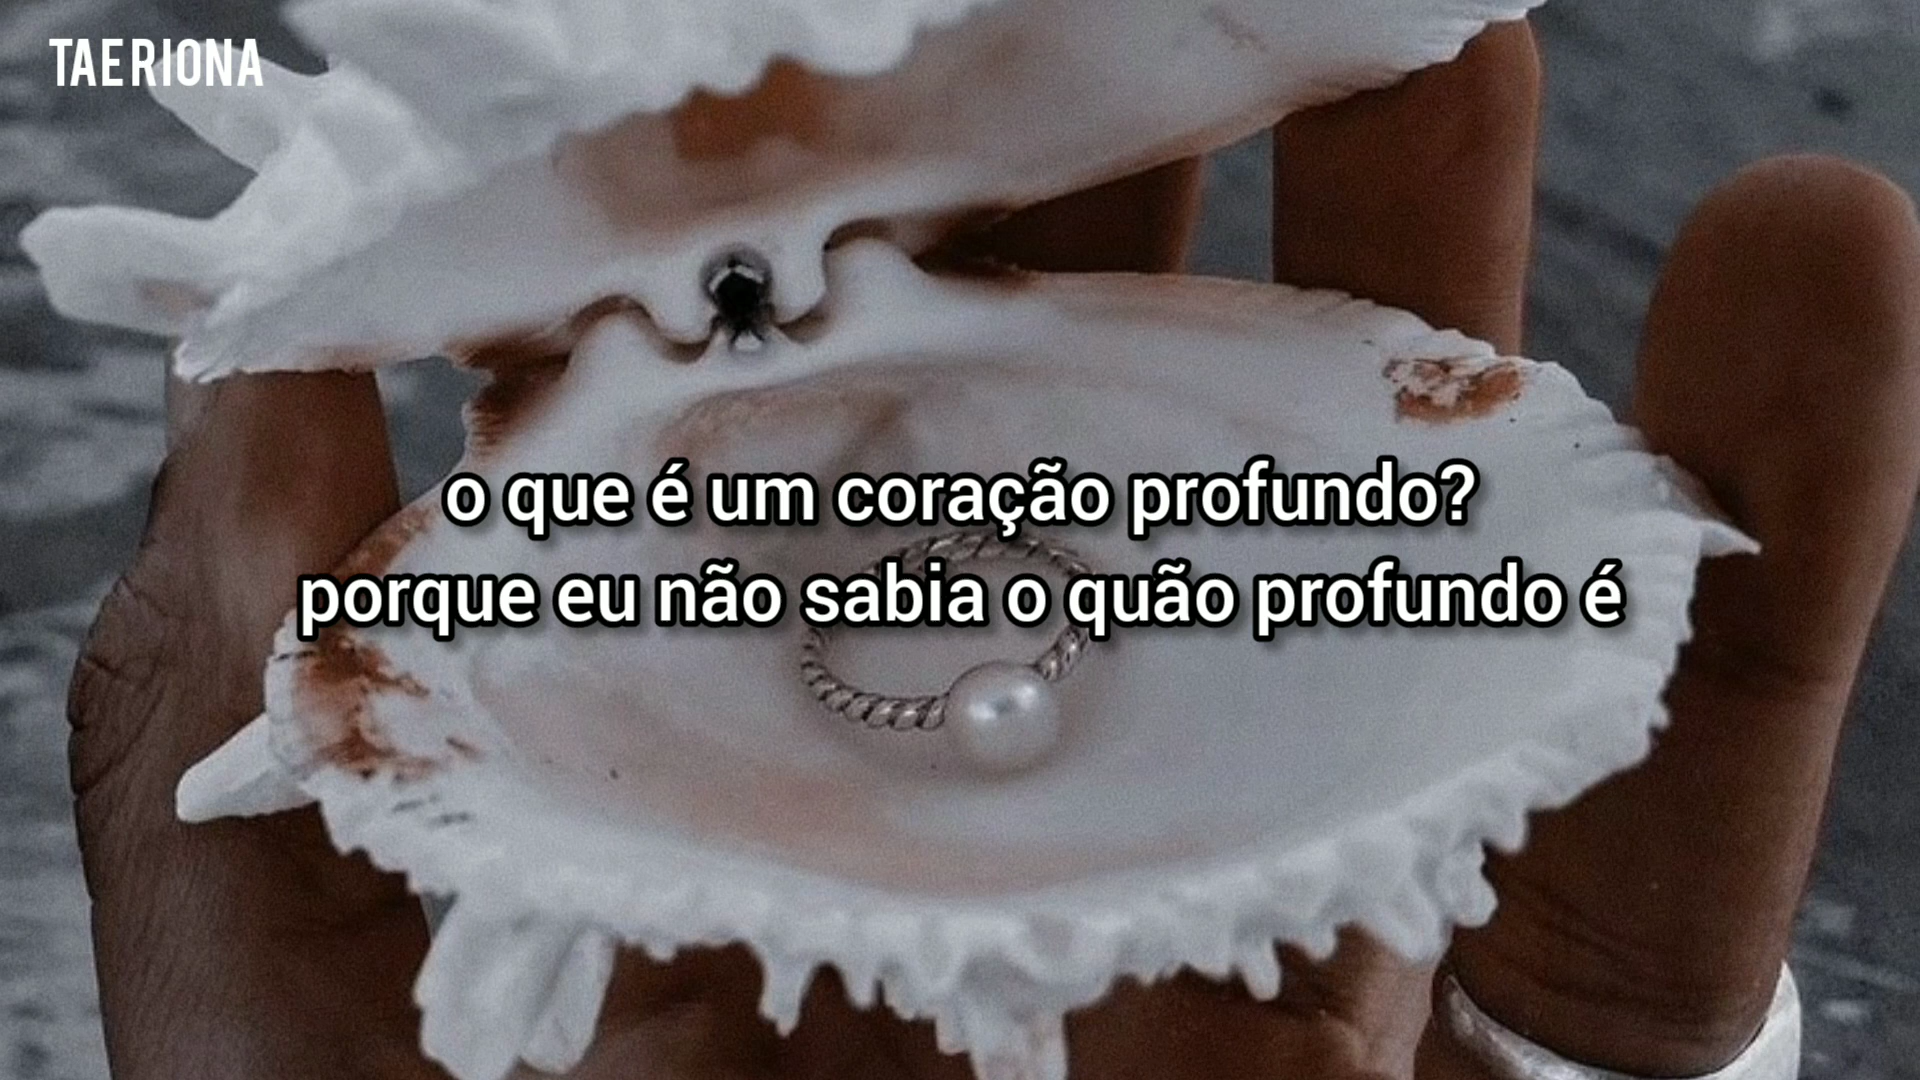 TAERIONA
o que é um coração profundo?
porque eu não sabia o quão profundo é